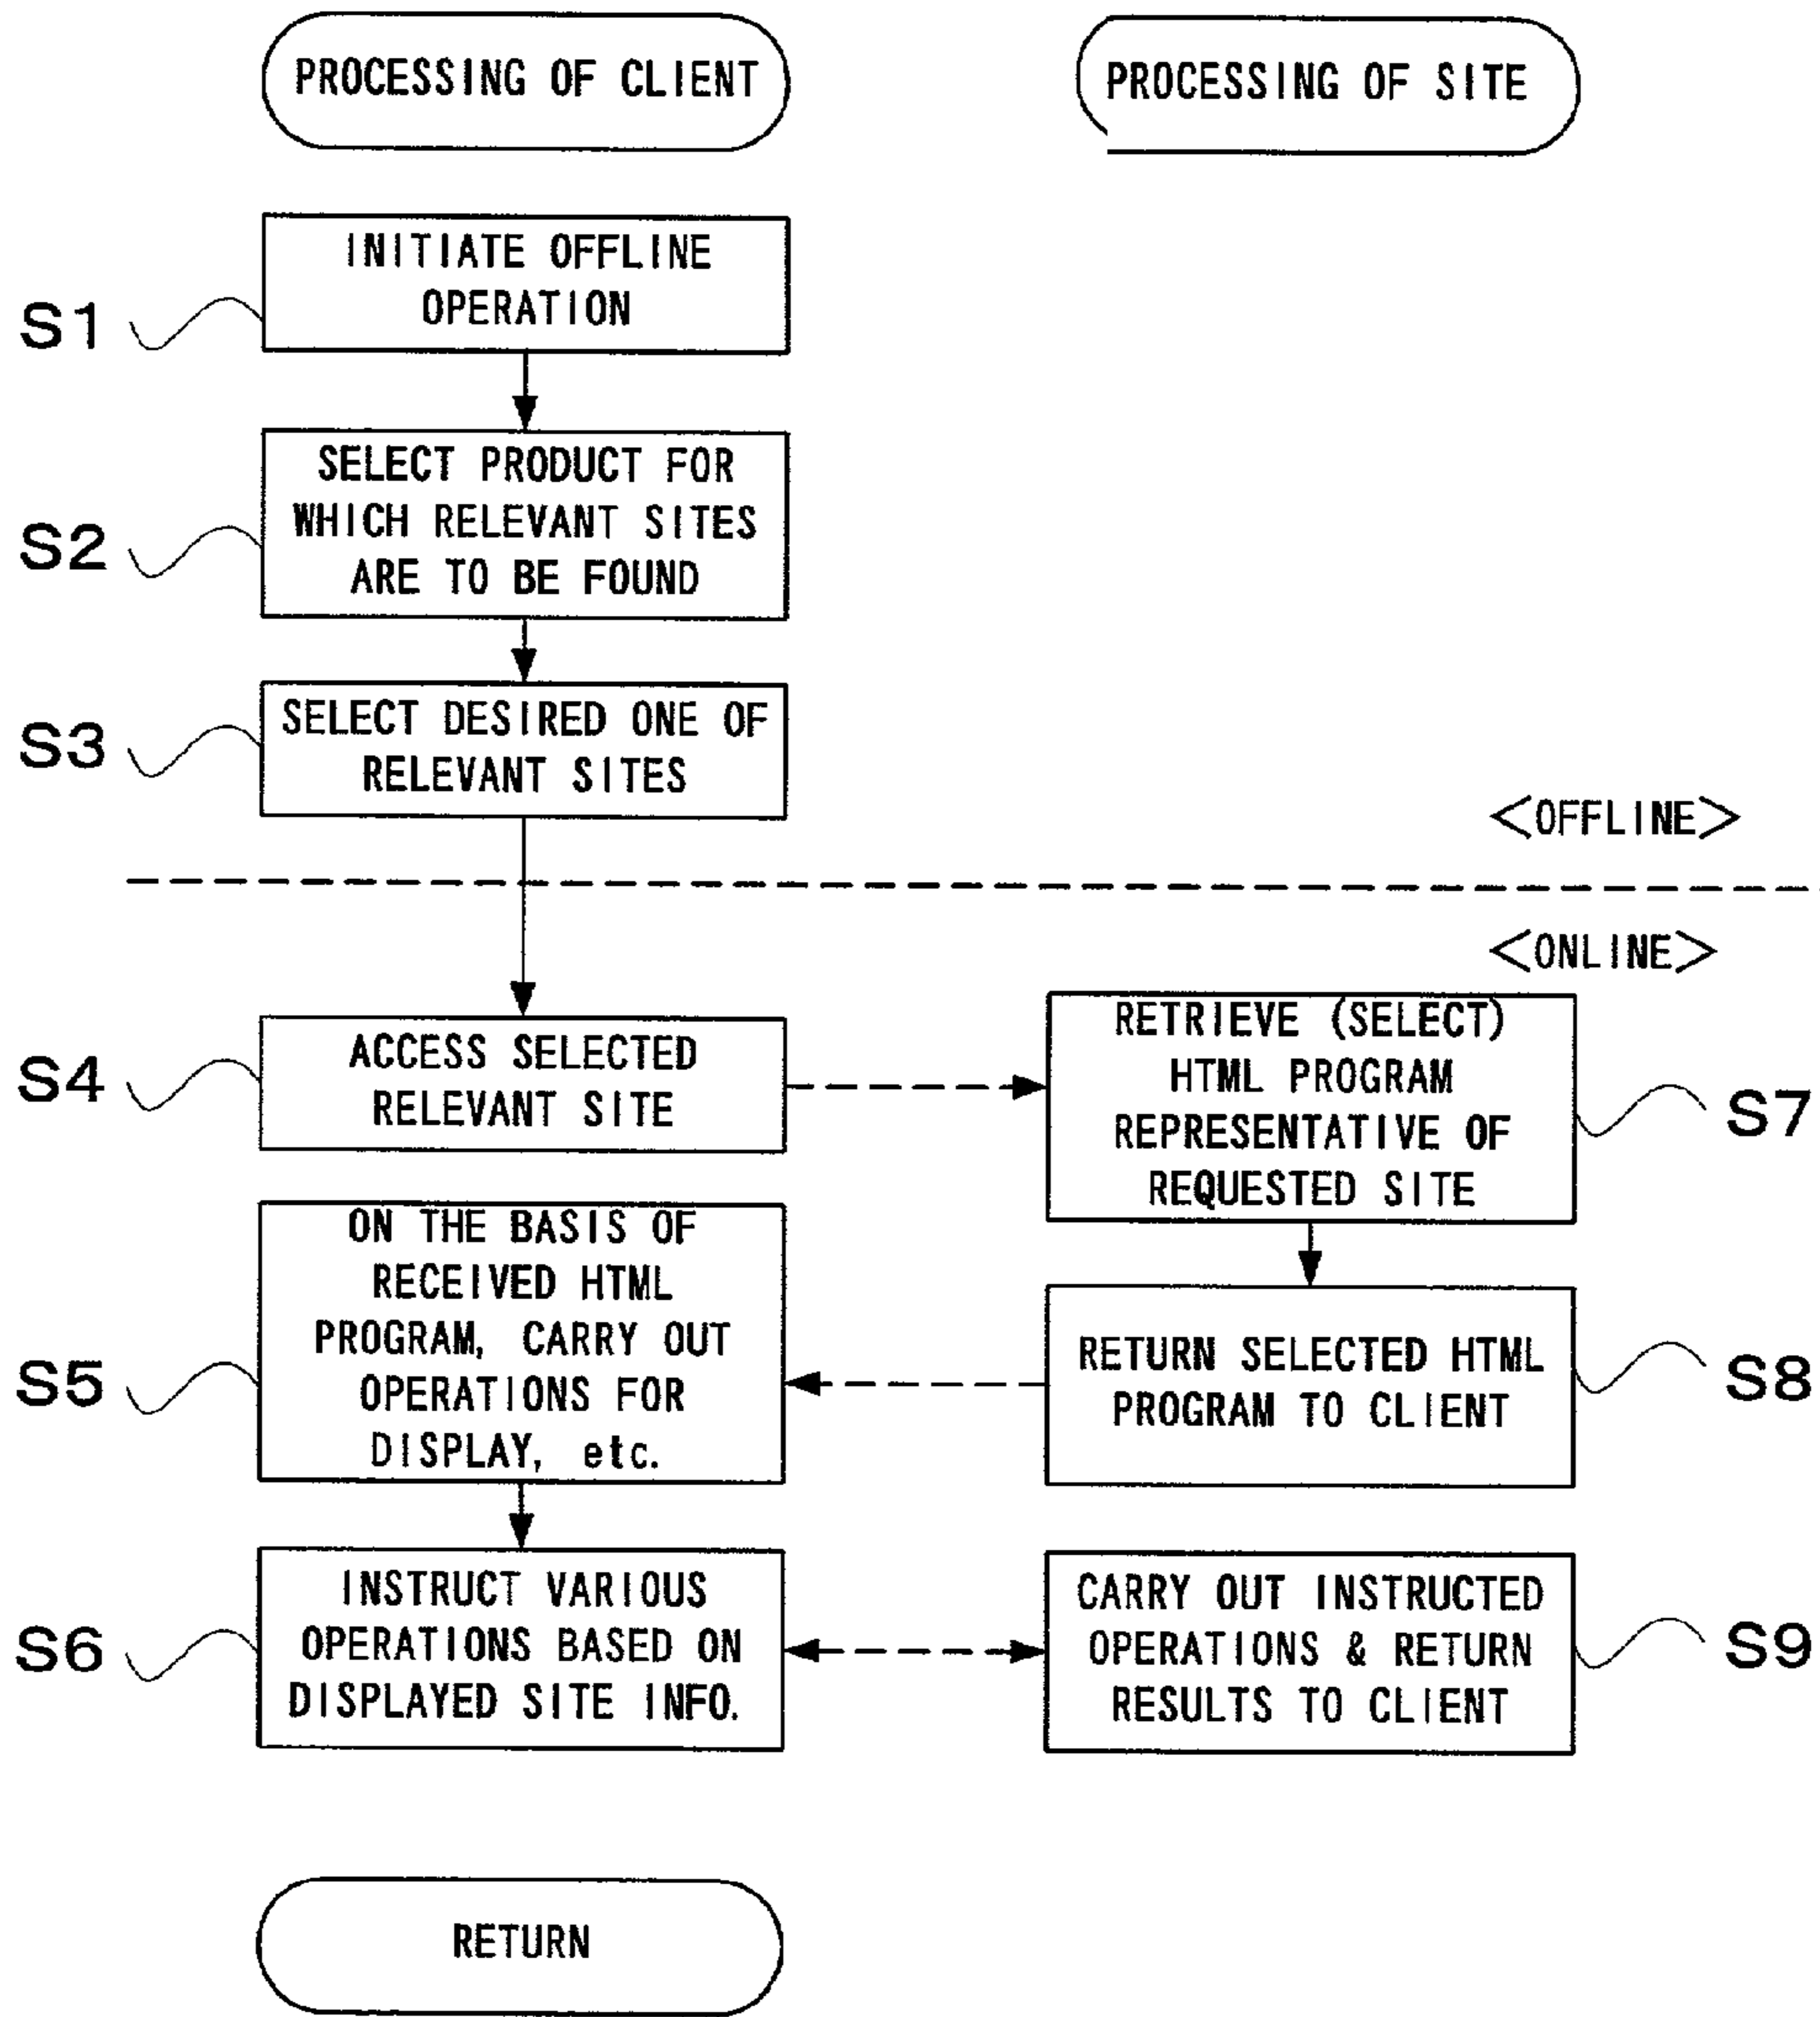 PROCESSING OF CLIENT
PROCESSING OF SITE
INITIATE OFFLINE
OPERATION
S1
SELECT PRODUCT FOR
WHICH RELEVANT SITES
ARE TO BE FOUND
S2
SELECT DESIRED ONE OF
RELEVANT SITES
S3
<OFFLINE>
<ONLINE>
ACCESS SELECTED
RELEVANT SITE
S4
RETRIEVE (SELECT)
HTML PROGRAM
REPRESENTATIVE OF
REQUESTED SITE
S7
ON THE BASIS OF
RECEIVED HTML
PROGRAM, CARRY OUT
OPERATIONS FOR
DISPLAY, etc.
S5
RETURN SELECTED HTML
PROGRAM TO CLIENT
S8
INSTRUCT VARIOUS
OPERATIONS BASED ON
DISPLAYED SITE INFO.
S6
CARRY OUT INSTRUCTED
OPERATIONS & RETURN
RESULTS TO CLIENT
S9
RETURN